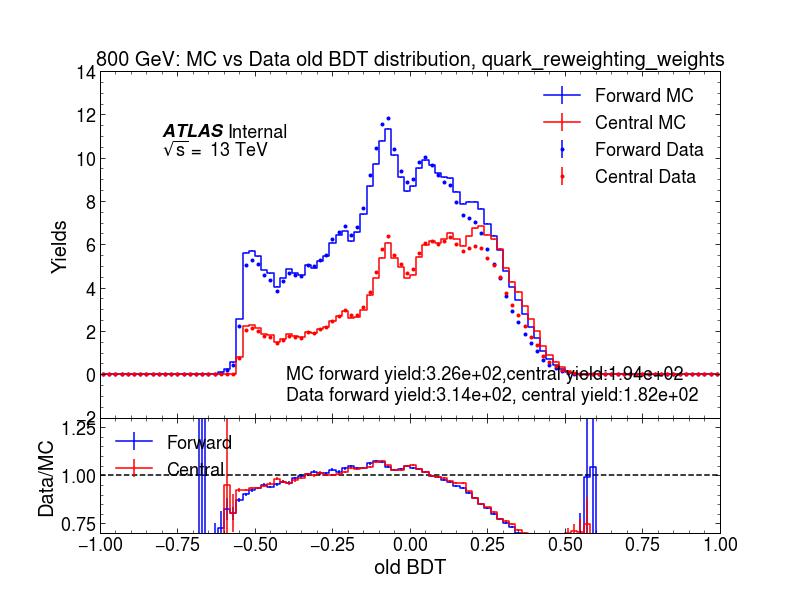 800 GeV: MC vs Data old BDT distribution, quark_reweighting_weights
14
12
10
8
6
4
2
0
−2
Yields
ATLAS Internal
√s = 13 TeV
Forward MC
Central MC
Forward Data
Central Data
MC forward yield:3.26e+02,central yield:1.94e+02
Data forward yield:3.14e+02, central yield:1.82e+02
1.25
1.00
0.75
Data/MC
Forward
Central
−1.00 −0.75 −0.50 −0.25 0.00 0.25 0.50 0.75 1.00
old BDT